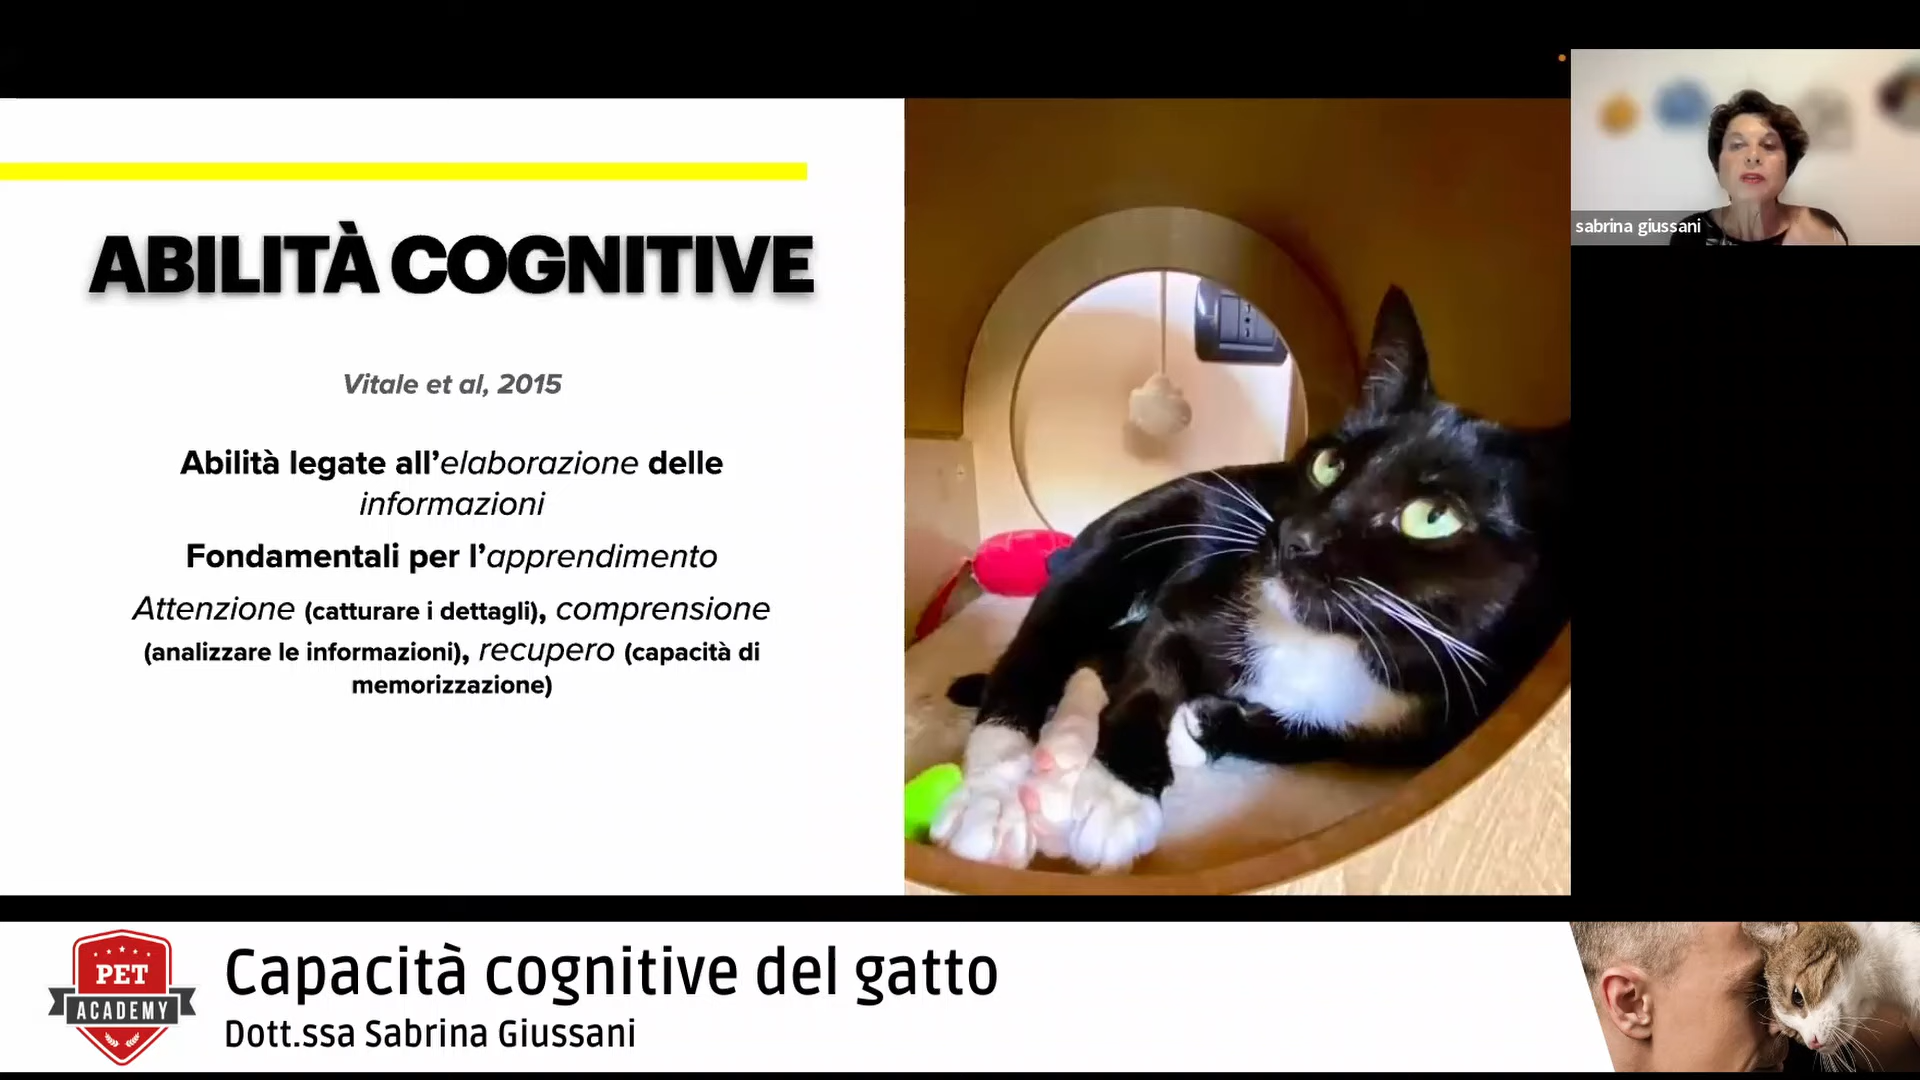 ABILITÀ COGNITIVE
Vitale et al, 2015
Abilità legate all’elaborazione delle
informazioni
Fondamentali per l’apprendimento
Attenzione (catturare i dettagli), comprensione
(analizzare le informazioni), recupero (capacità di
memorizzazione)
sabrina giussani
PET
ACADEMY
Capacità cognitive del gatto
Dott.ssa Sabrina Giussani